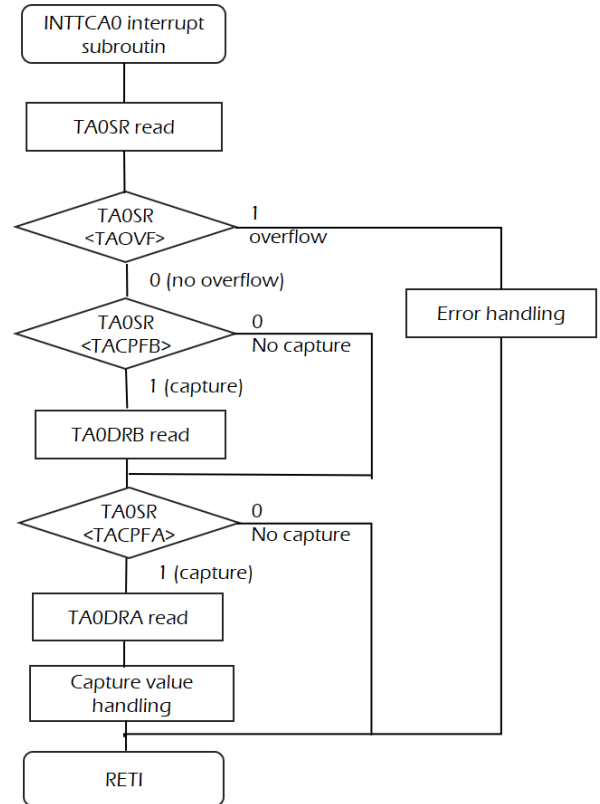 INTTCA0 interrupt
subroutin
TA0SR read
TA0SR
<TAOVF>
1
overflow
0 (no overflow)
Error handling
TA0SR
<TACPFB>
0
No capture
1 (capture)
TA0DRB read
TA0SR
<TACPFA>
0
No capture
1 (capture)
TA0DRA read
Capture value
handling
RETI